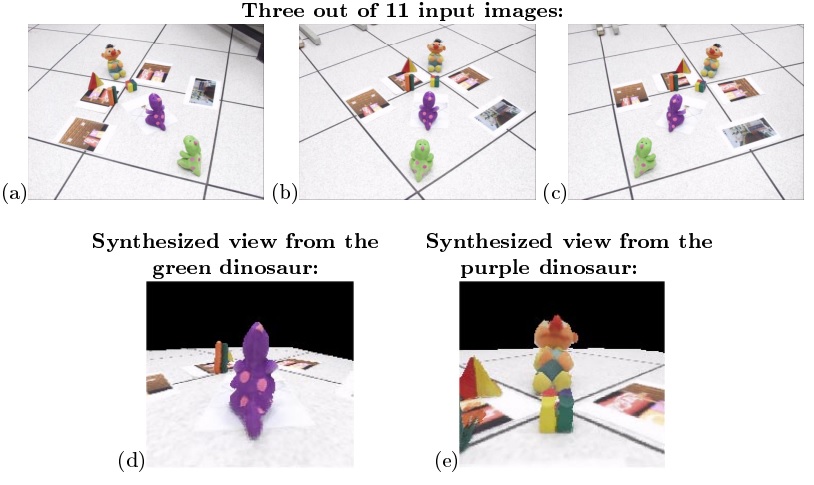 Three out of 11 input images:
(a)
(b)
(c)
Synthesized view from the
green dinosaur:
Synthesized view from the
purple dinosaur:
(d)
(e)